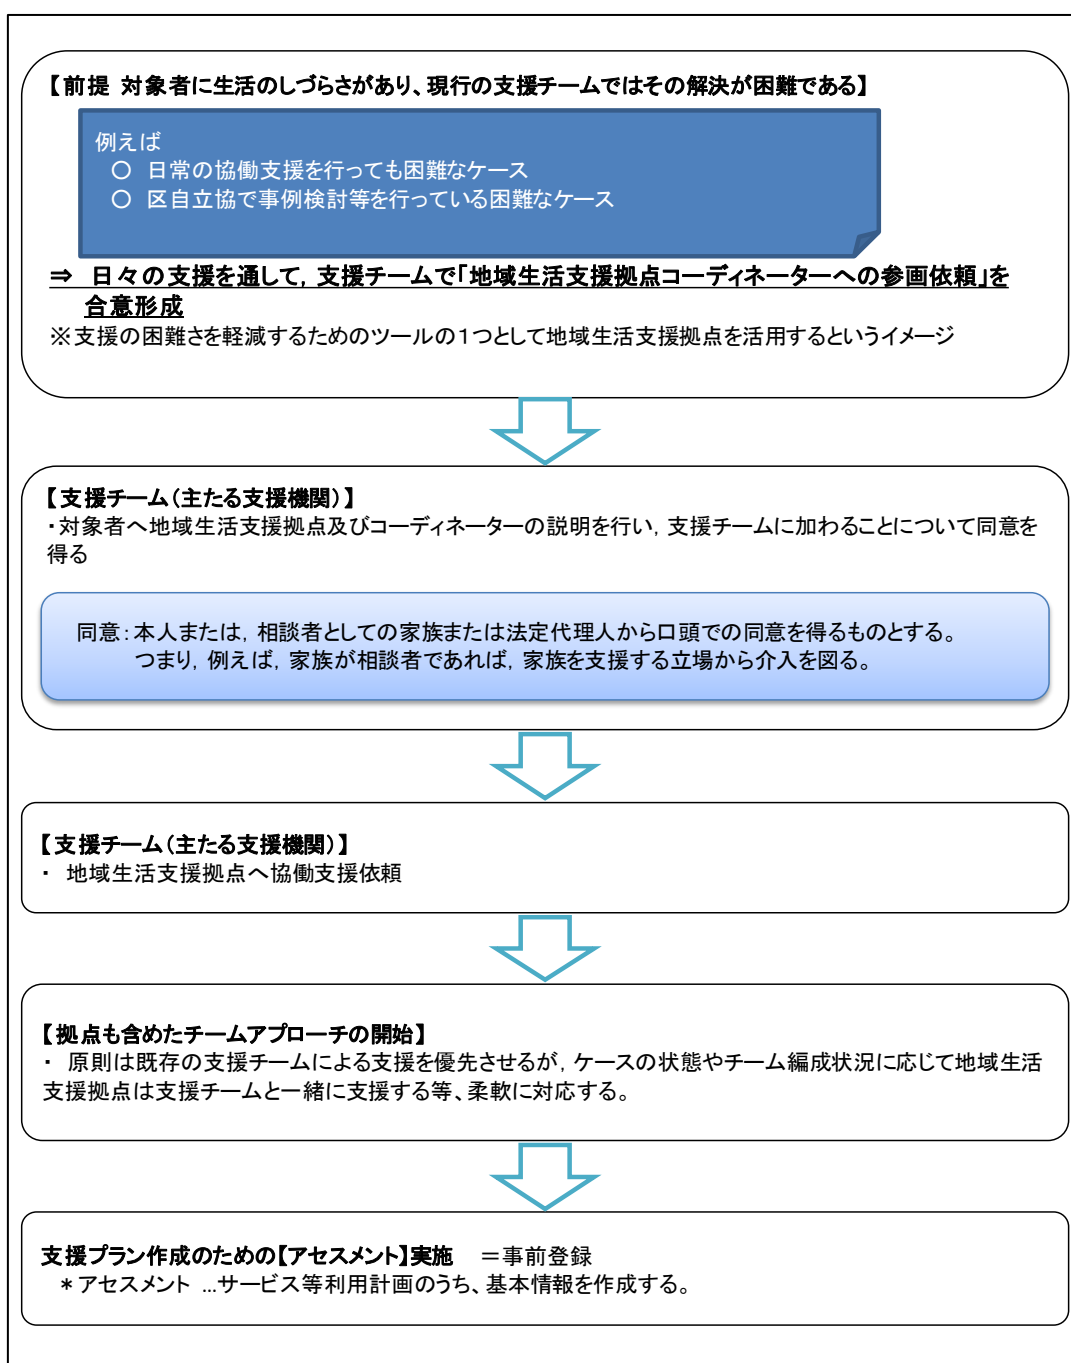 【前提 対象者に生活のしづらさがあり、現行の支援チームではその解決が困難である】
例えば
○ 日常の協働支援を行っても困難なケース
○ 区自立協で事例検討等を行っている困難なケース
⇒ 日々の支援を通して，支援チームで「地域生活支援拠点コーディネーターへの参画依頼」を
合意形成
※支援の困難さを軽減するためのツールの１つとして地域生活支援拠点を活用するというイメージ
【支援チーム（主たる支援機関）】
・対象者へ地域生活支援拠点及びコーディネーターの説明を行い，支援チームに加わることについて同意を
得る
同意：本人または，相談者としての家族または法定代理人から口頭での同意を得るものとする。
つまり，例えば，家族が相談者であれば，家族を支援する立場から介入を図る。
【支援チーム（主たる支援機関）】
・ 地域生活支援拠点へ協働支援依頼
【拠点も含めたチームアプローチの開始】
・ 原則は既存の支援チームによる支援を優先させるが，ケースの状態やチーム編成状況に応じて地域生活
支援拠点は支援チームと一緒に支援する等、柔軟に対応する。
支援プラン作成のための【アセスメント】実施 ＝事前登録
＊アセスメント …サービス等利用計画のうち、基本情報を作成する。